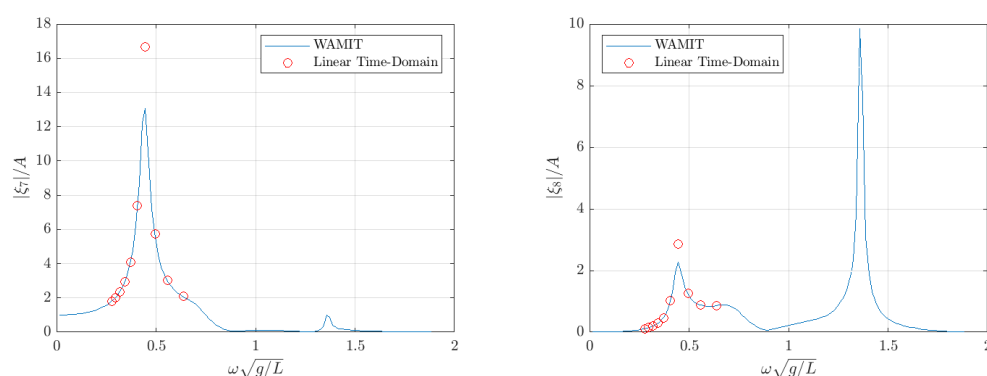 18
16
14
12
10
8
6
4
2
0
|ξ₇|/A
WAMIT
Linear Time-Domain
0 0.5 1 1.5 2
ω√g/L
10
8
6
4
2
0
|ξ₈|/A
WAMIT
Linear Time-Domain
0 0.5 1 1.5 2
ω√g/L